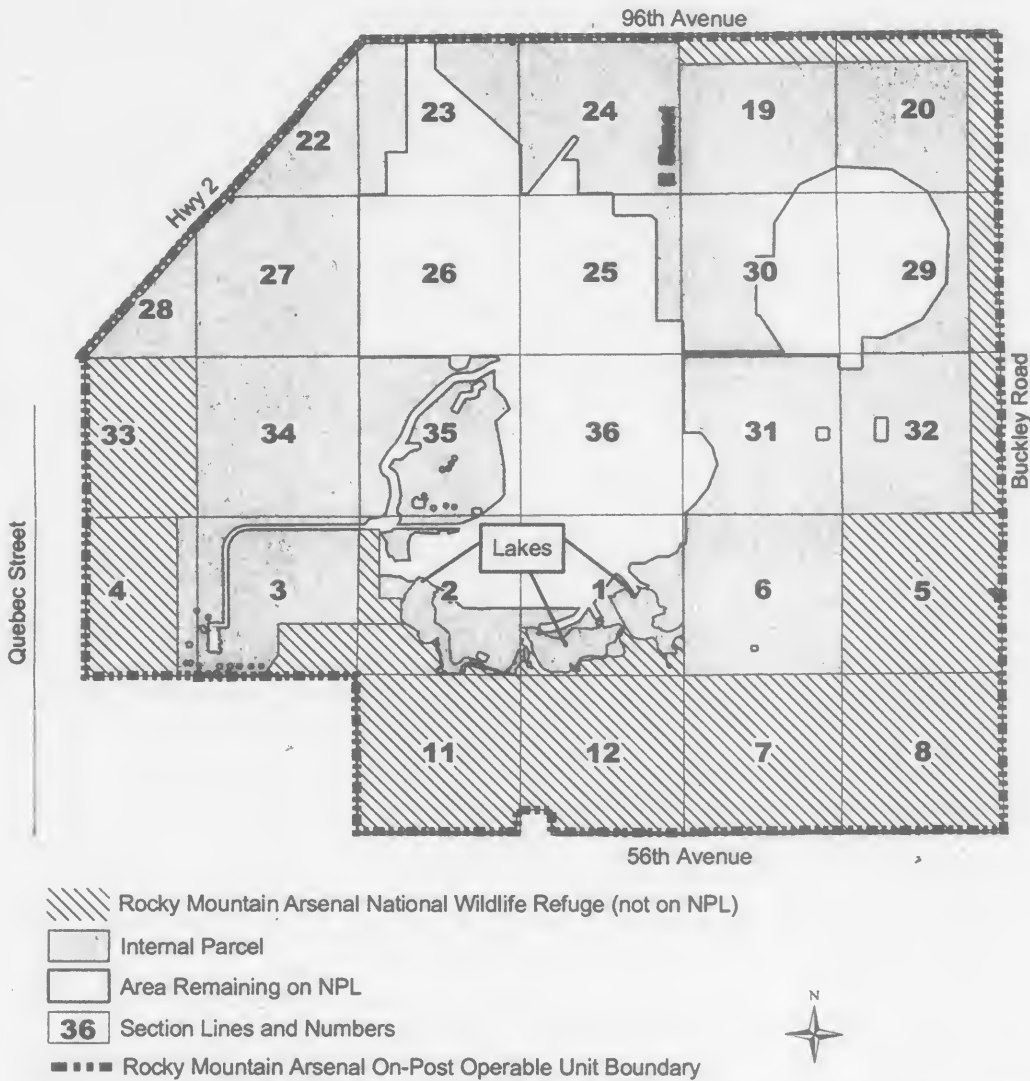 96th Avenue
23
24
19
20
22
Hwy 2
27
26
25
30
29
28
33
34
35
36
31
32
Buckley Road
Quebec Street
Lakes
4
3
2
1
6
5
11
12
7
8
56th Avenue
Rocky Mountain Arsenal National Wildlife Refuge (not on NPL)
Internal Parcel
Area Remaining on NPL
36 Section Lines and Numbers
Rocky Mountain Arsenal On-Post Operable Unit Boundary
N